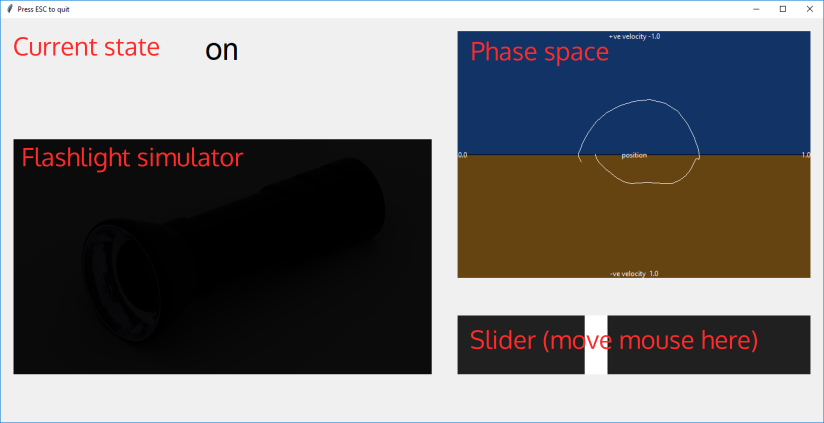 Press ESC to quit
Current state
on
Flashlight simulator
+ve velocity -1.0
Phase space
0.0
position
1.0
-ve velocity 1.0
Slider (move mouse here)